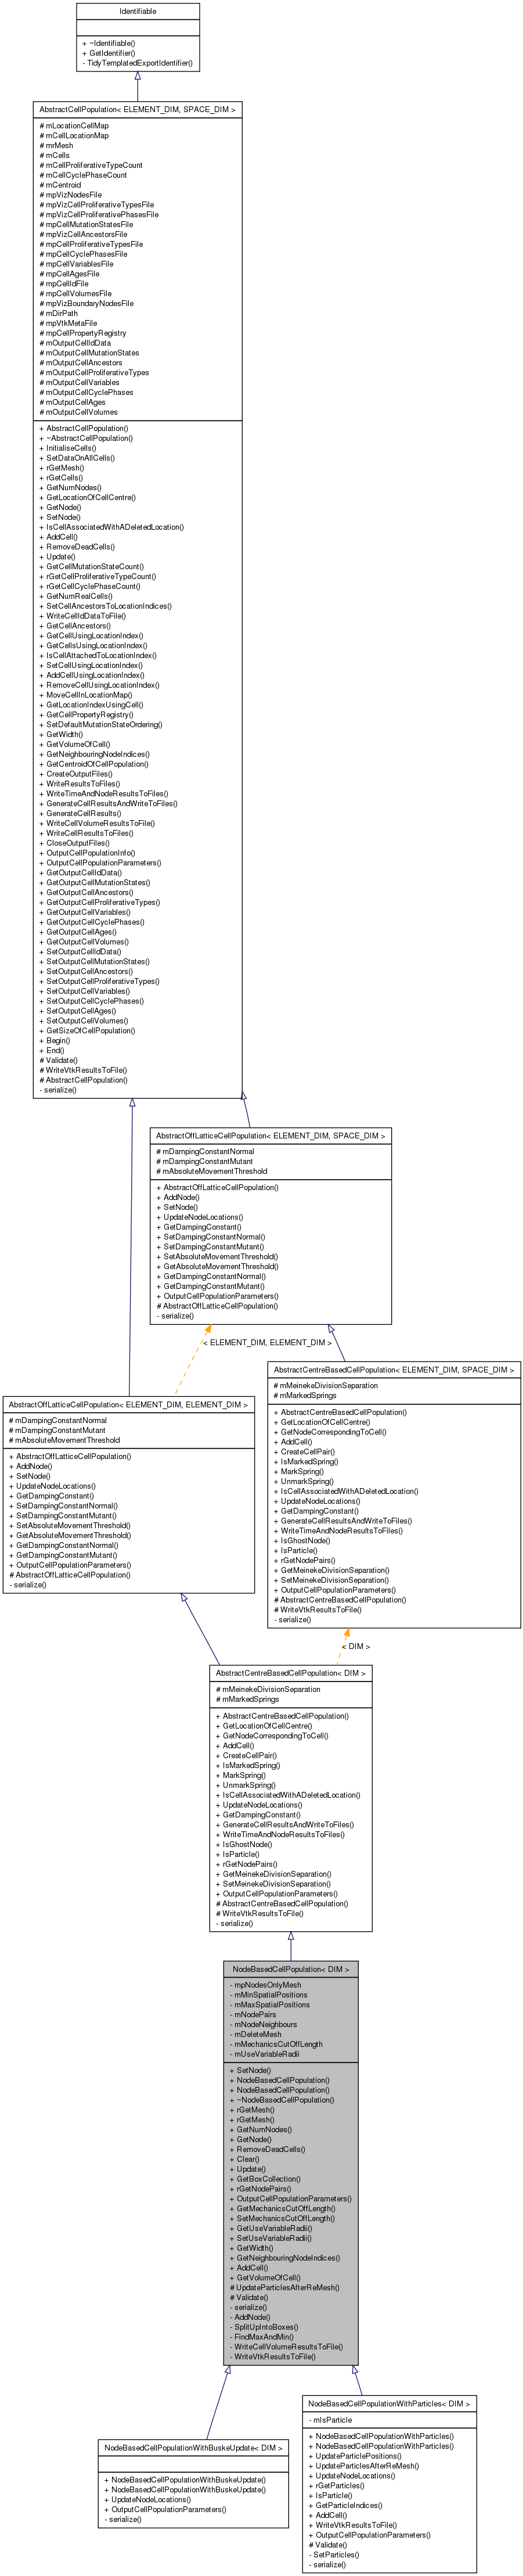 Identifiable
+ ~Identifiable()
+ GetIdentifier()
- TidyTemplatedExportIdentifier()
AbstractCellPopulation< ELEMENT_DIM, SPACE_DIM >
# mLocationCellMap
# mCellLocationMap
# mrMesh
# mCells
# mCellProliferativeTypeCount
# mCellCyclePhaseCount
# mCentroid
# mpVizNodesFile
# mpVizCellProliferativeTypesFile
# mpVizCellProliferativePhasesFile
# mpCellMutationStatesFile
# mpVizCellAncestorsFile
# mpCellProliferativeTypesFile
# mpCellCyclePhasesFile
# mpCellVariablesFile
# mpCellAgesFile
# mpCellIdFile
# mpCellVolumesFile
# mpVizBoundaryNodesFile
# mDirPath
# mpVtkMetaFile
# mpCellPropertyRegistry
# mOutputCellIdData
# mOutputCellMutationStates
# mOutputCellAncestors
# mOutputCellProliferativeTypes
# mOutputCellVariables
# mOutputCellCyclePhases
# mOutputCellAges
# mOutputCellVolumes
+ AbstractCellPopulation()
+ ~AbstractCellPopulation()
+ InitialiseCells()
+ SetDataOnAllCells()
+ rGetMesh()
+ rGetCells()
+ GetNumNodes()
+ GetLocationOfCellCentre()
+ GetNode()
+ SetNode()
+ IsCellAssociatedWithADeletedLocation()
+ AddCell()
+ RemoveDeadCells()
+ Update()
+ GetCellMutationStateCount()
+ rGetCellProliferativeTypeCount()
+ rGetCellCyclePhaseCount()
+ GetNumRealCells()
+ SetCellAncestorsToLocationIndices()
+ WriteCellIdDataToFile()
+ GetCellAncestors()
+ GetCellUsingLocationIndex()
+ GetCellsUsingLocationIndex()
+ IsCellAttachedToLocationIndex()
+ SetCellUsingLocationIndex()
+ AddCellUsingLocationIndex()
+ RemoveCellUsingLocationIndex()
+ MoveCellInLocationMap()
+ GetLocationIndexUsingCell()
+ GetCellPropertyRegistry()
+ SetDefaultMutationStateOrdering()
+ GetWidth()
+ GetVolumeOfCell()
+ GetNeighbouringNodeIndices()
+ GetCentroidOfCellPopulation()
+ CreateOutputFiles()
+ WriteResultsToFiles()
+ WriteTimeAndNodeResultsToFiles()
+ GenerateCellResultsAndWriteToFiles()
+ GenerateCellResults()
+ WriteCellVolumeResultsToFile()
+ WriteCellResultsToFiles()
+ CloseOutputFiles()
+ OutputCellPopulationInfo()
+ OutputCellPopulationParameters()
+ GetOutputCellIdData()
+ GetOutputCellMutationStates()
+ GetOutputCellAncestors()
+ GetOutputCellProliferativeTypes()
+ GetOutputCellVariables()
+ GetOutputCellCyclePhases()
+ GetOutputCellAges()
+ GetOutputCellVolumes()
+ SetOutputCellIdData()
+ SetOutputCellMutationStates()
+ SetOutputCellAncestors()
+ SetOutputCellProliferativeTypes()
+ SetOutputCellVariables()
+ SetOutputCellCyclePhases()
+ SetOutputCellAges()
+ SetOutputCellVolumes()
+ GetSizeOfCellPopulation()
+ Begin()
+ End()
# Validate()
# WriteVtkResultsToFile()
# AbstractCellPopulation()
- serialize()
AbstractOffLatticeCellPopulation< ELEMENT_DIM, SPACE_DIM >
# mDampingConstantNormal
# mDampingConstantMutant
# mAbsoluteMovementThreshold
+ AbstractOffLatticeCellPopulation()
+ AddNode()
+ SetNode()
+ UpdateNodeLocations()
+ GetDampingConstant()
+ SetDampingConstantNormal()
+ SetDampingConstantMutant()
+ SetAbsoluteMovementThreshold()
+ GetAbsoluteMovementThreshold()
+ GetDampingConstantNormal()
+ GetDampingConstantMutant()
+ OutputCellPopulationParameters()
# AbstractOffLatticeCellPopulation()
- serialize()
< ELEMENT_DIM, ELEMENT_DIM >
AbstractCentreBasedCellPopulation< ELEMENT_DIM, SPACE_DIM >
# mMeinekeDivisionSeparation
# mMarkedSprings
+ AbstractCentreBasedCellPopulation()
+ GetLocationOfCellCentre()
+ GetNodeCorrespondingToCell()
+ AddCell()
+ CreateCellPair()
+ IsMarkedSpring()
+ MarkSpring()
+ UnmarkSpring()
+ IsCellAssociatedWithADeletedLocation()
+ UpdateNodeLocations()
+ GetDampingConstant()
+ GenerateCellResultsAndWriteToFiles()
+ WriteTimeAndNodeResultsToFiles()
+ IsGhostNode()
+ IsParticle()
+ rGetNodePairs()
+ GetMeinekeDivisionSeparation()
+ SetMeinekeDivisionSeparation()
+ OutputCellPopulationParameters()
# AbstractCentreBasedCellPopulation()
# WriteVtkResultsToFile()
- serialize()
AbstractOffLatticeCellPopulation< ELEMENT_DIM, ELEMENT_DIM >
# mDampingConstantNormal
# mDampingConstantMutant
# mAbsoluteMovementThreshold
+ AbstractOffLatticeCellPopulation()
+ AddNode()
+ SetNode()
+ UpdateNodeLocations()
+ GetDampingConstant()
+ SetDampingConstantNormal()
+ SetDampingConstantMutant()
+ SetAbsoluteMovementThreshold()
+ GetAbsoluteMovementThreshold()
+ GetDampingConstantNormal()
+ GetDampingConstantMutant()
+ OutputCellPopulationParameters()
# AbstractOffLatticeCellPopulation()
- serialize()
< DIM >
AbstractCentreBasedCellPopulation< DIM >
# mMeinekeDivisionSeparation
# mMarkedSprings
+ AbstractCentreBasedCellPopulation()
+ GetLocationOfCellCentre()
+ GetNodeCorrespondingToCell()
+ AddCell()
+ CreateCellPair()
+ IsMarkedSpring()
+ MarkSpring()
+ UnmarkSpring()
+ IsCellAssociatedWithADeletedLocation()
+ UpdateNodeLocations()
+ GetDampingConstant()
+ GenerateCellResultsAndWriteToFiles()
+ WriteTimeAndNodeResultsToFiles()
+ IsGhostNode()
+ IsParticle()
+ rGetNodePairs()
+ GetMeinekeDivisionSeparation()
+ SetMeinekeDivisionSeparation()
+ OutputCellPopulationParameters()
# AbstractCentreBasedCellPopulation()
# WriteVtkResultsToFile()
- serialize()
NodeBasedCellPopulation< DIM >
- mpNodesOnlyMesh
- mMinSpatialPositions
- mMaxSpatialPositions
- mNodePairs
- mNodeNeighbours
- mDeleteMesh
- mMechanicsCutOffLength
- mUseVariableRadii
+ SetNode()
+ NodeBasedCellPopulation()
+ NodeBasedCellPopulation()
+ ~NodeBasedCellPopulation()
+ rGetMesh()
+ rGetMesh()
+ GetNumNodes()
+ GetNode()
+ RemoveDeadCells()
+ Clear()
+ Update()
+ GetBoxCollection()
+ rGetNodePairs()
+ OutputCellPopulationParameters()
+ GetMechanicsCutOffLength()
+ SetMechanicsCutOffLength()
+ GetUseVariableRadii()
+ SetUseVariableRadii()
+ GetWidth()
+ GetNeighbouringNodeIndices()
+ AddCell()
+ GetVolumeOfCell()
# UpdateParticlesAfterReMesh()
# Validate()
- serialize()
- AddNode()
- SplitUpIntoBoxes()
- FindMaxAndMin()
- WriteCellVolumeResultsToFile()
- WriteVtkResultsToFile()
NodeBasedCellPopulationWithBuskeUpdate< DIM >
+ NodeBasedCellPopulationWithBuskeUpdate()
+ NodeBasedCellPopulationWithBuskeUpdate()
+ UpdateNodeLocations()
+ OutputCellPopulationParameters()
- serialize()
NodeBasedCellPopulationWithParticles< DIM >
- mIsParticle
+ NodeBasedCellPopulationWithParticles()
+ NodeBasedCellPopulationWithParticles()
+ UpdateParticlePositions()
+ UpdateParticlesAfterReMesh()
+ UpdateNodeLocations()
+ rGetParticles()
+ IsParticle()
+ GetParticleIndices()
+ AddCell()
+ WriteVtkResultsToFile()
+ OutputCellPopulationParameters()
# Validate()
- SetParticles()
- serialize()